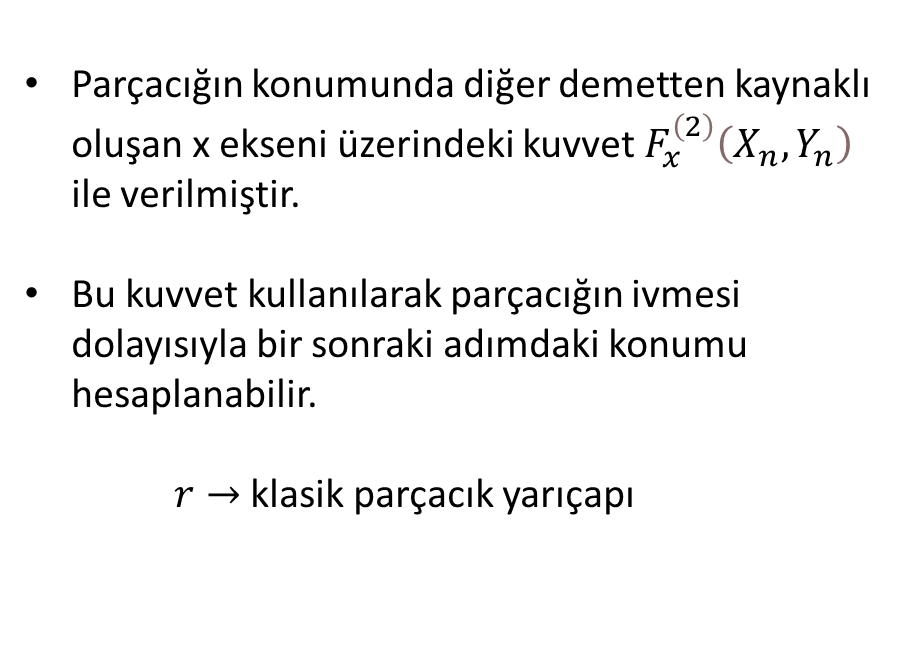 • Parçacığın konumunda diğer demetten kaynaklı
oluşan x ekseni üzerindeki kuvvet $F_x^{(2)}(X_n, Y_n)$
ile verilmiştir.
• Bu kuvvet kullanılarak parçacığın ivmesi
dolayısıyla bir sonraki adımdaki konumu
hesaplanabilir.
r → klasik parçacık yarıçapı